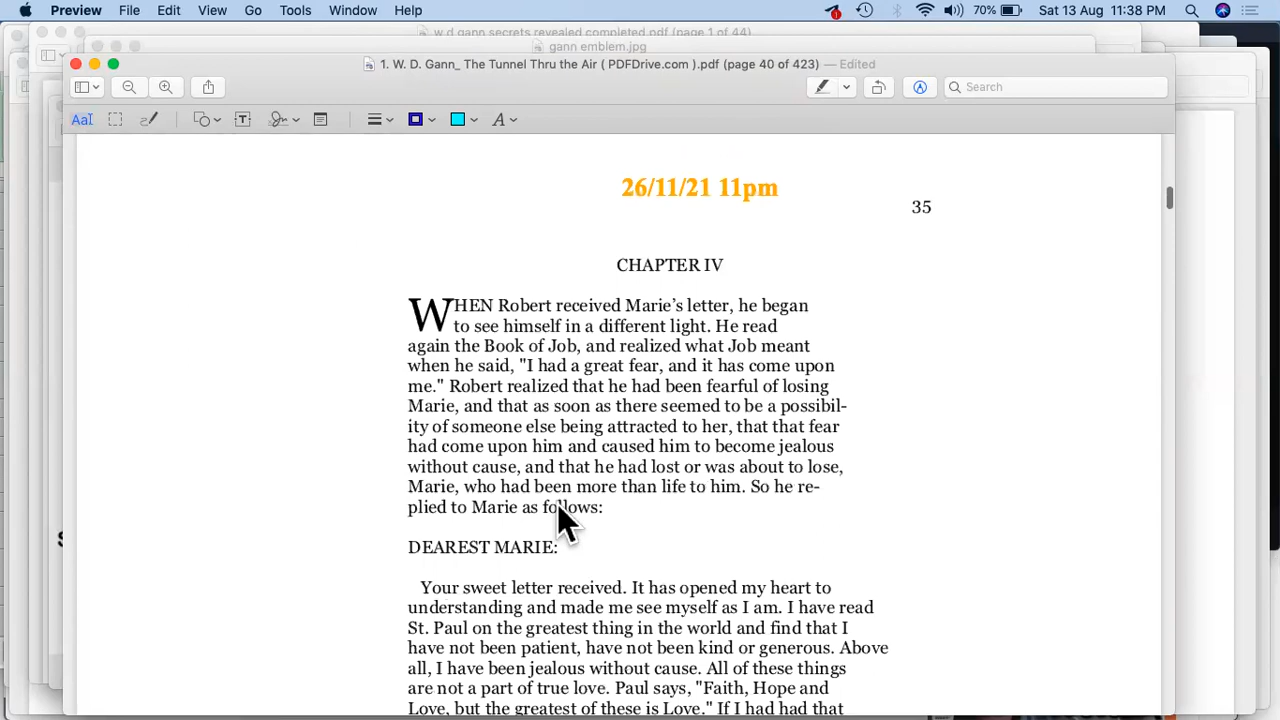 Preview File Edit View Go Tools Window Help 1 70% Sat 13 Aug 11:38 PM
w d gann secrets revealed completed.pdf (page 1 of 44)
gann emblem.jpg
1. W. D. Gann_ The Tunnel Thru the Air ( PDFDrive.com ).pdf (page 40 of 423) — Edited
Search
AaI T A
26/11/21 11pm
35
CHAPTER IV
WHEN Robert received Marie’s letter, he began
to see himself in a different light. He read
again the Book of Job, and realized what Job meant
when he said, "I had a great fear, and it has come upon
me." Robert realized that he had been fearful of losing
Marie, and that as soon as there seemed to be a possibil-
ity of someone else being attracted to her, that that fear
had come upon him and caused him to become jealous
without cause, and that he had lost or was about to lose,
Marie, who had been more than life to him. So he re-
plied to Marie as follows:
DEAREST MARIE:
Your sweet letter received. It has opened my heart to
understanding and made me see myself as I am. I have read
St. Paul on the greatest thing in the world and find that I
have not been patient, have not been kind or generous. Above
all, I have been jealous without cause. All of these things
are not a part of true love. Paul says, "Faith, Hope and
Love, but the greatest of these is Love." If I had had that